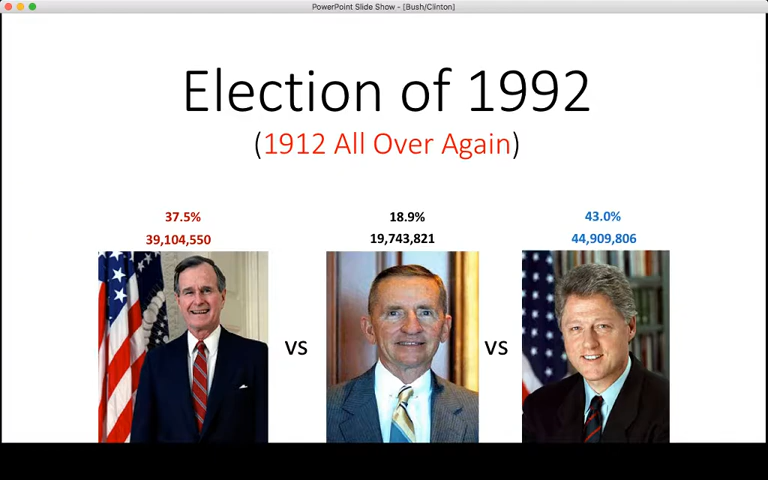 PowerPoint Slide Show - [Bush/Clinton]
Election of 1992
(1912 All Over Again)
37.5% 18.9% 43.0%
39,104,550 19,743,821 44,909,806
VS VS